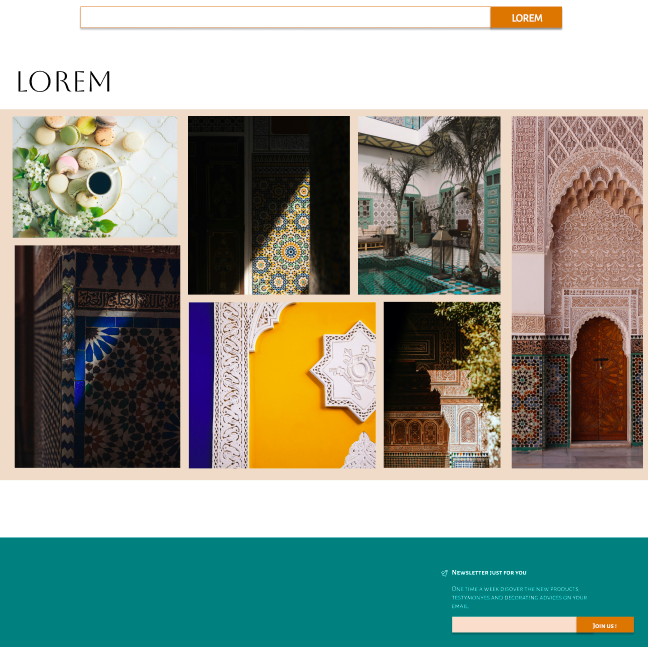 LOREM
LOREM
Newsletter just for you
One time a week discover the new products,
testymonyes and decorating advices on your
email.
Join us !